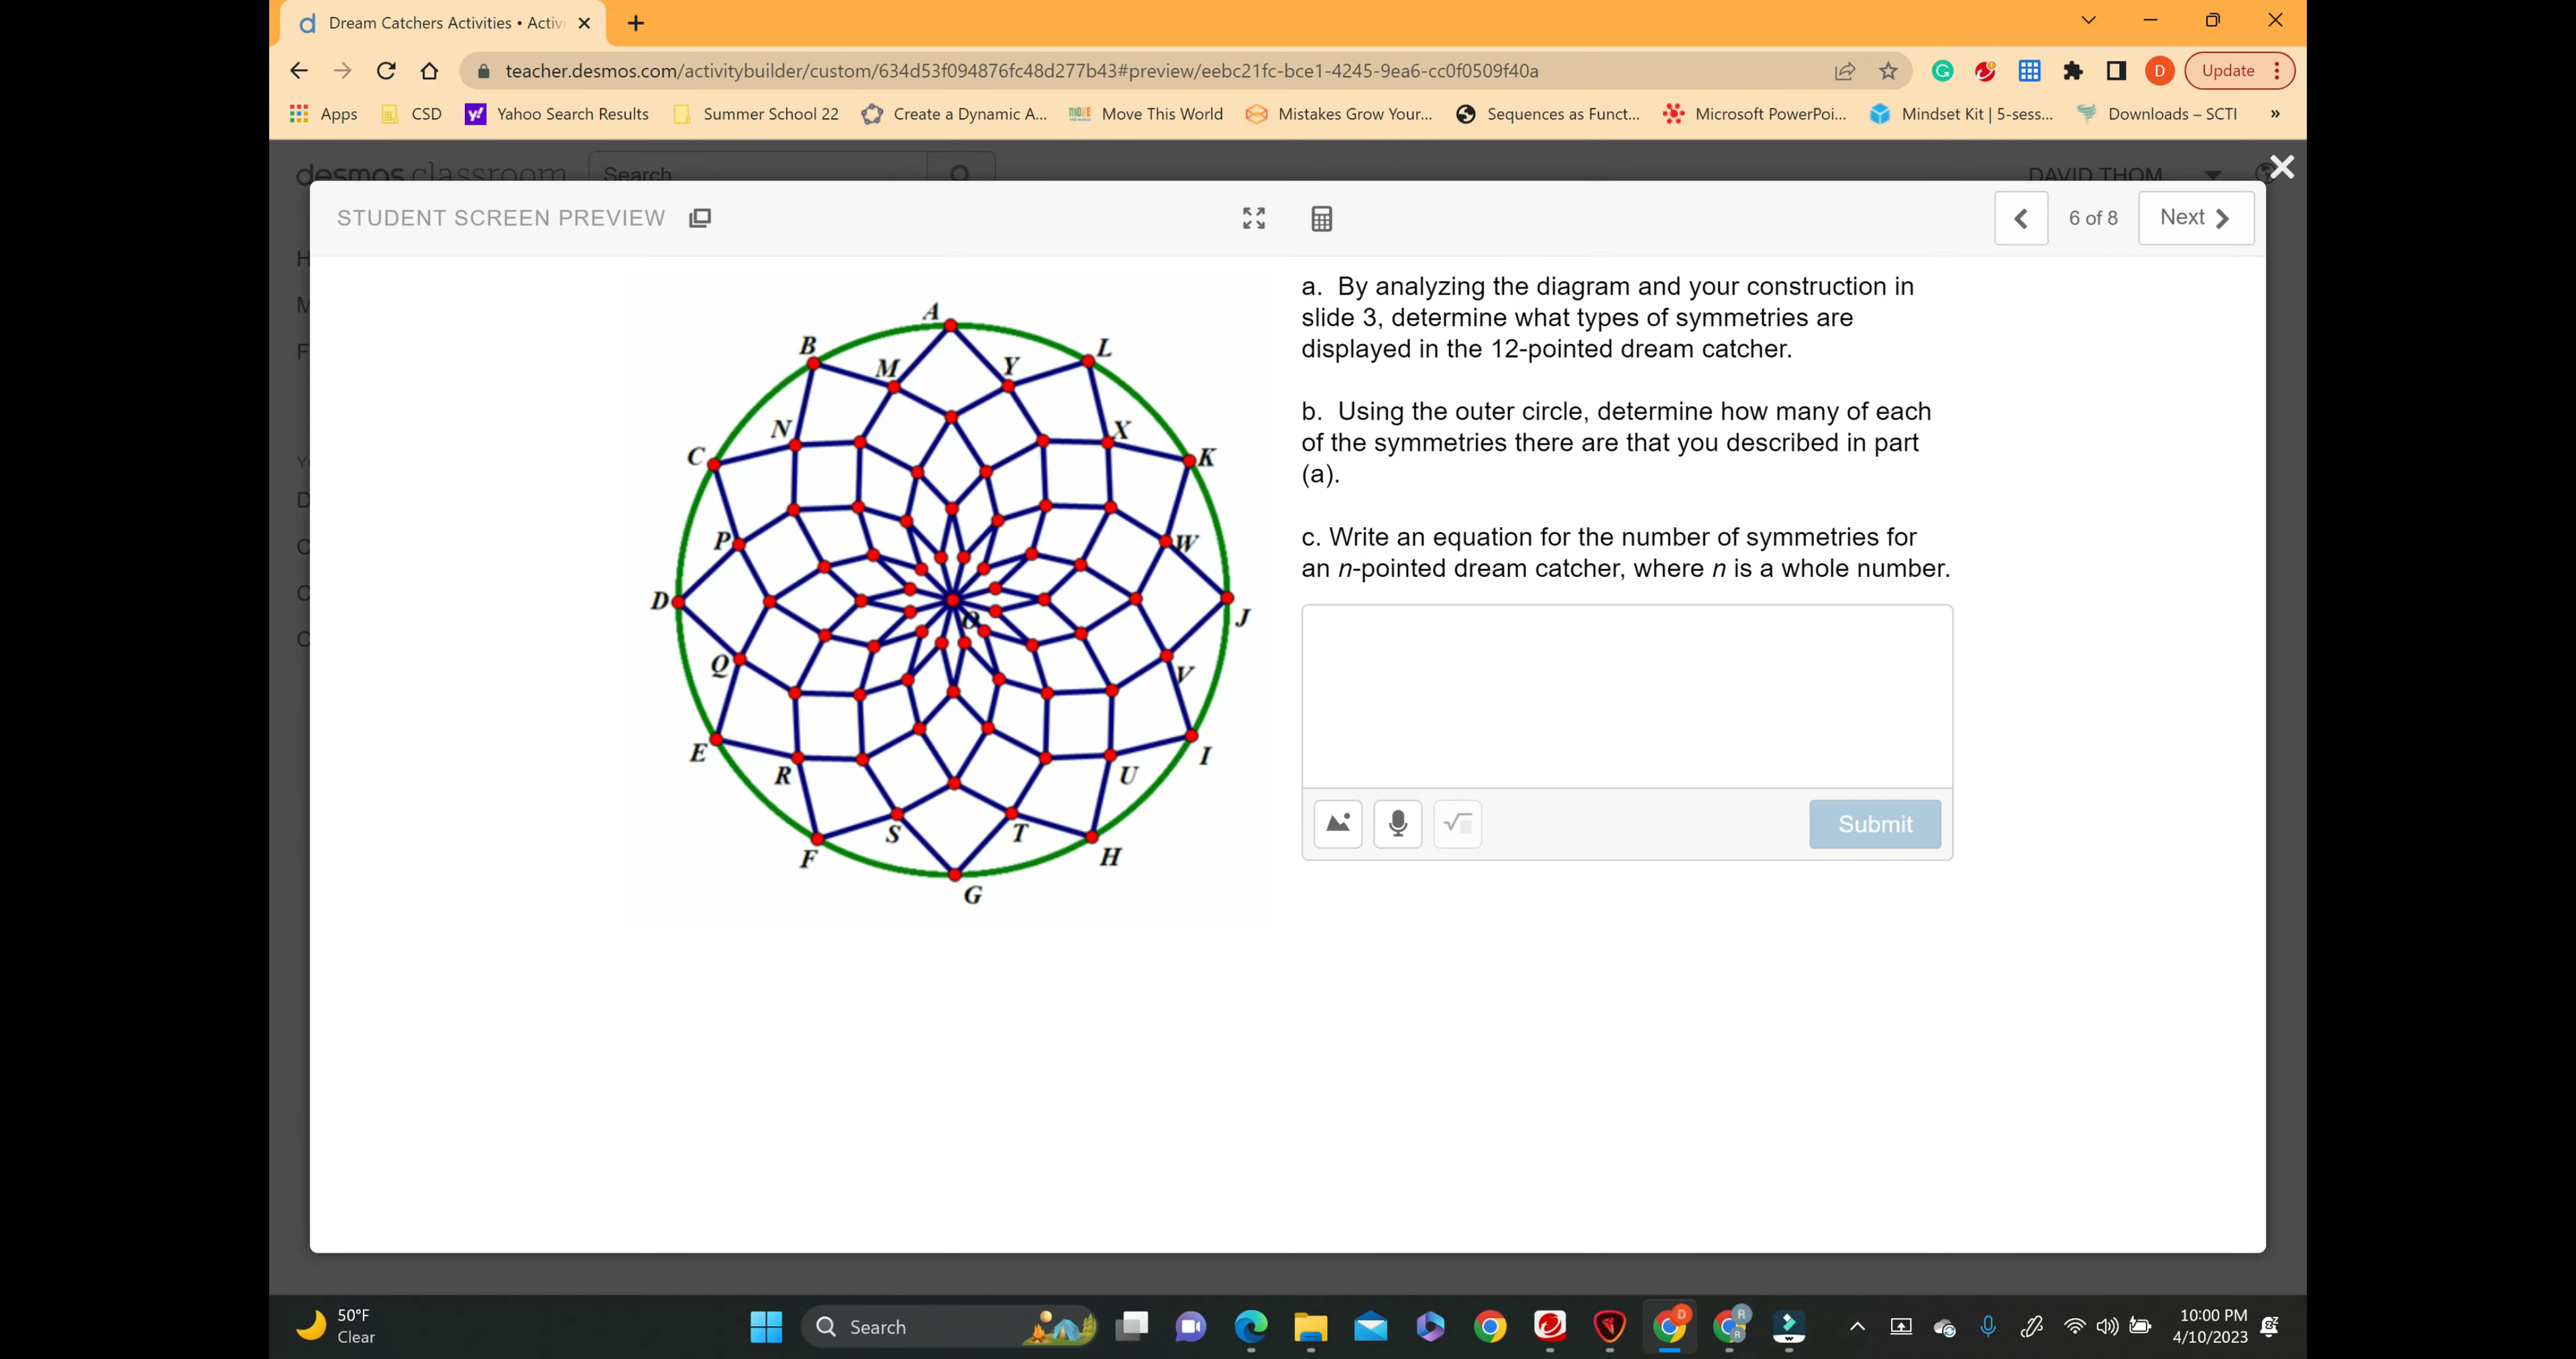 Dream Catchers Activities • Activi
teacher.desmos.com/activitybuilder/custom/634d53f094876fc48d277b43#preview/eebc21fc-bce1-4245-9ea6-cc0f0509f40a
D
Update
Apps
CSD
Yahoo Search Results
Summer School 22
Create a Dynamic A...
Move This World
Mistakes Grow Your...
Sequences as Funct...
Microsoft PowerPoi...
Mindset Kit | 5-sess...
Downloads – SCTI
»
desmos classroom
Search
DAVID THOM
STUDENT SCREEN PREVIEW
6 of 8
Next
A
B
L
M
Y
N
X
C
K
P
W
D
O
J
Q
V
E
I
R
U
S
T
F
H
G
a. By analyzing the diagram and your construction in
slide 3, determine what types of symmetries are
displayed in the 12-pointed dream catcher.
b. Using the outer circle, determine how many of each
of the symmetries there are that you described in part
(a).
c. Write an equation for the number of symmetries for
an n-pointed dream catcher, where n is a whole number.
Submit
50°F
Clear
Search
10:00 PM
4/10/2023